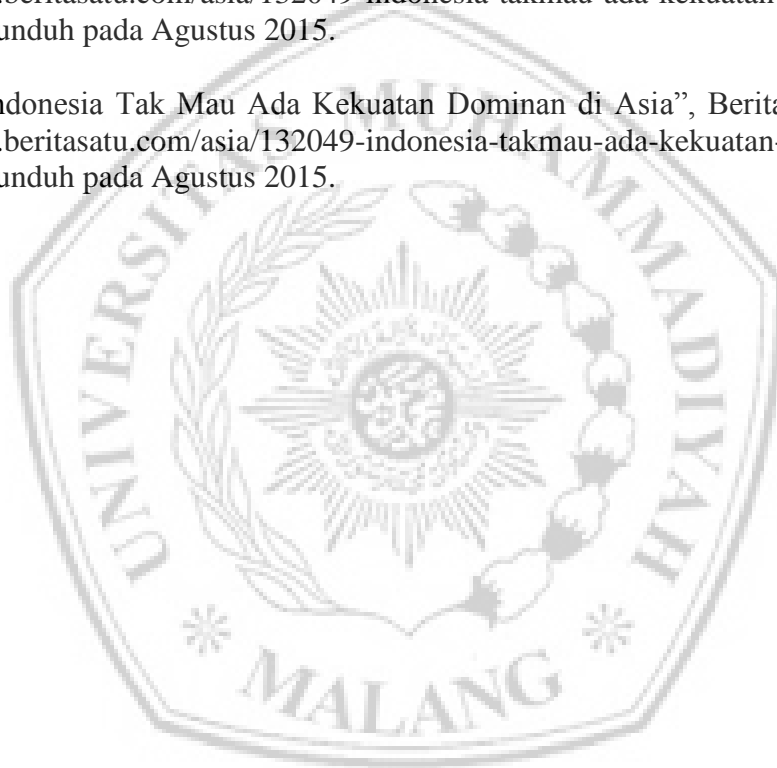 .beritasatu.com/asia/132049-indonesia-takmau-ada-kekuatan-
unduh pada Agustus 2015.
ndonesia Tak Mau Ada Kekuatan Dominan di Asia”, Berita
.beritasatu.com/asia/132049-indonesia-takmau-ada-kekuatan-
unduh pada Agustus 2015.
UNIVERSITAS MUHAMMADIYAH
MALANG